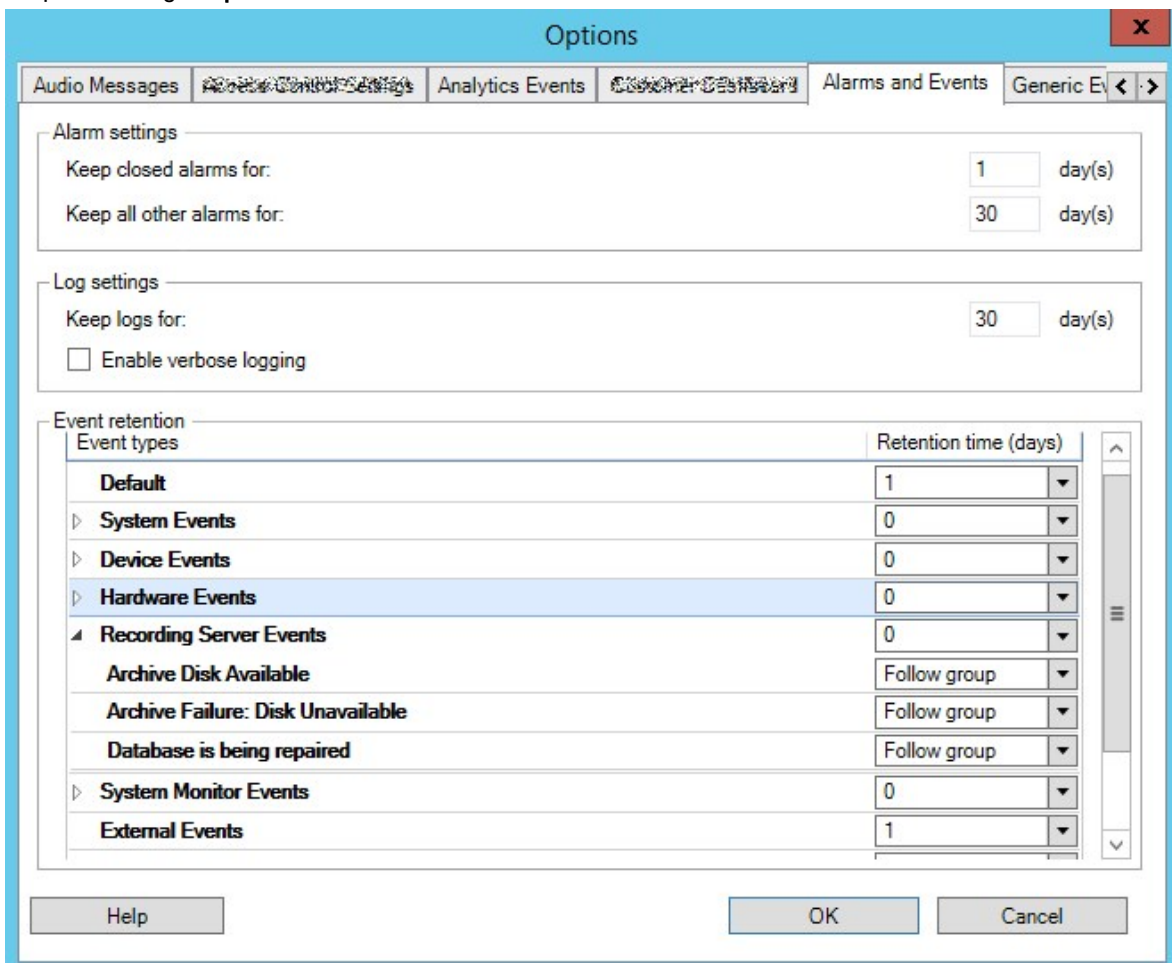 Options
x
Audio Messages Analytics Events Alarms and Events Generic Ev
Alarm settings
Keep closed alarms for: 1 day(s)
Keep all other alarms for: 30 day(s)
Log settings
Keep logs for: 30 day(s)
Enable verbose logging
Event retention
Event types Retention time (days)
Default 1
System Events 0
Device Events 0
Hardware Events 0
Recording Server Events 0
Archive Disk Available Follow group
Archive Failure: Disk Unavailable Follow group
Database is being repaired Follow group
System Monitor Events 0
External Events 1
Help OK Cancel